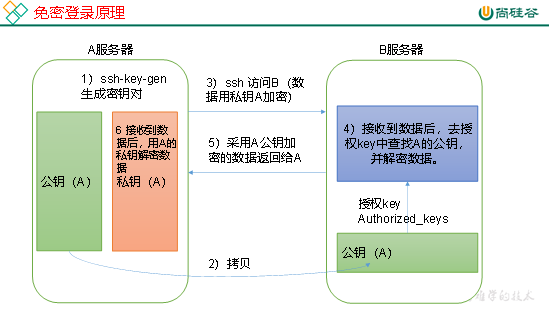 免密登录原理
尚硅谷
A服务器
B服务器
1）ssh-key-gen
生成密钥对
公钥（A）
6 接收到数
据后，用A的
私钥解密数
据
私钥（A）
3）ssh 访问B（数
据用私钥A加密)
5）采用A公钥加
密的数据返回给A
4）接收到数据后，去授
权key中查找A的公钥，
并解密数据。
授权key
Authorized_keys
公钥（A）
2）拷贝